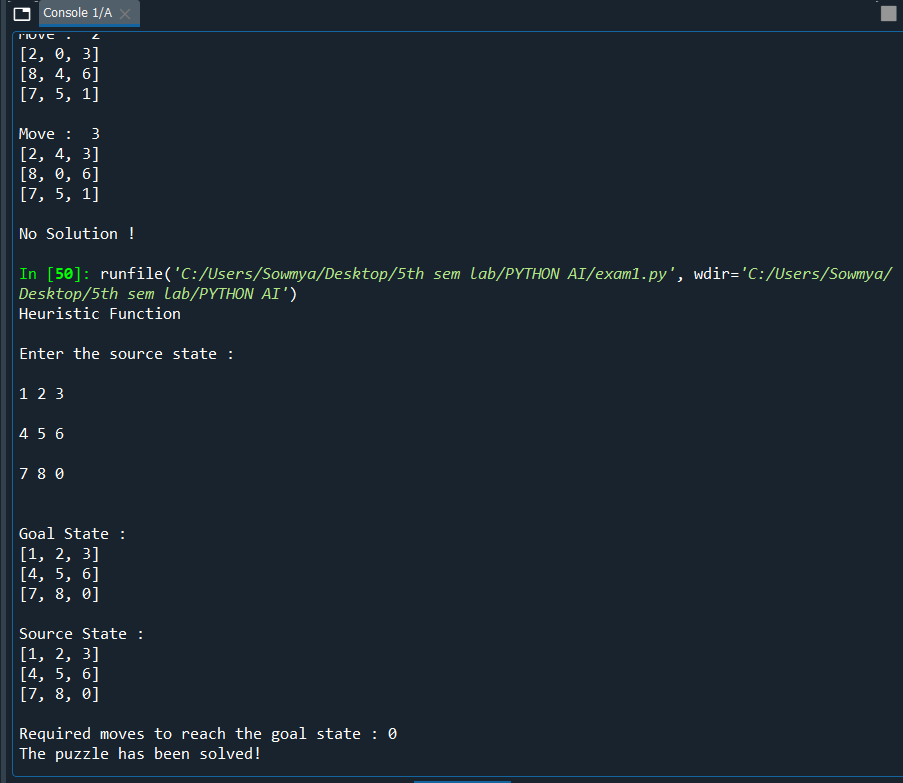 Console 1/A
Move :  2
[2, 0, 3]
[8, 4, 6]
[7, 5, 1]
Move :  3
[2, 4, 3]
[8, 0, 6]
[7, 5, 1]
No Solution !
In [50]: runfile('C:/Users/Sowmya/Desktop/5th sem lab/PYTHON AI/exam1.py', wdir='C:/Users/Sowmya/
Desktop/5th sem lab/PYTHON AI')
Heuristic Function
Enter the source state :
1 2 3
4 5 6
7 8 0
Goal State :
[1, 2, 3]
[4, 5, 6]
[7, 8, 0]
Source State :
[1, 2, 3]
[4, 5, 6]
[7, 8, 0]
Required moves to reach the goal state : 0
The puzzle has been solved!